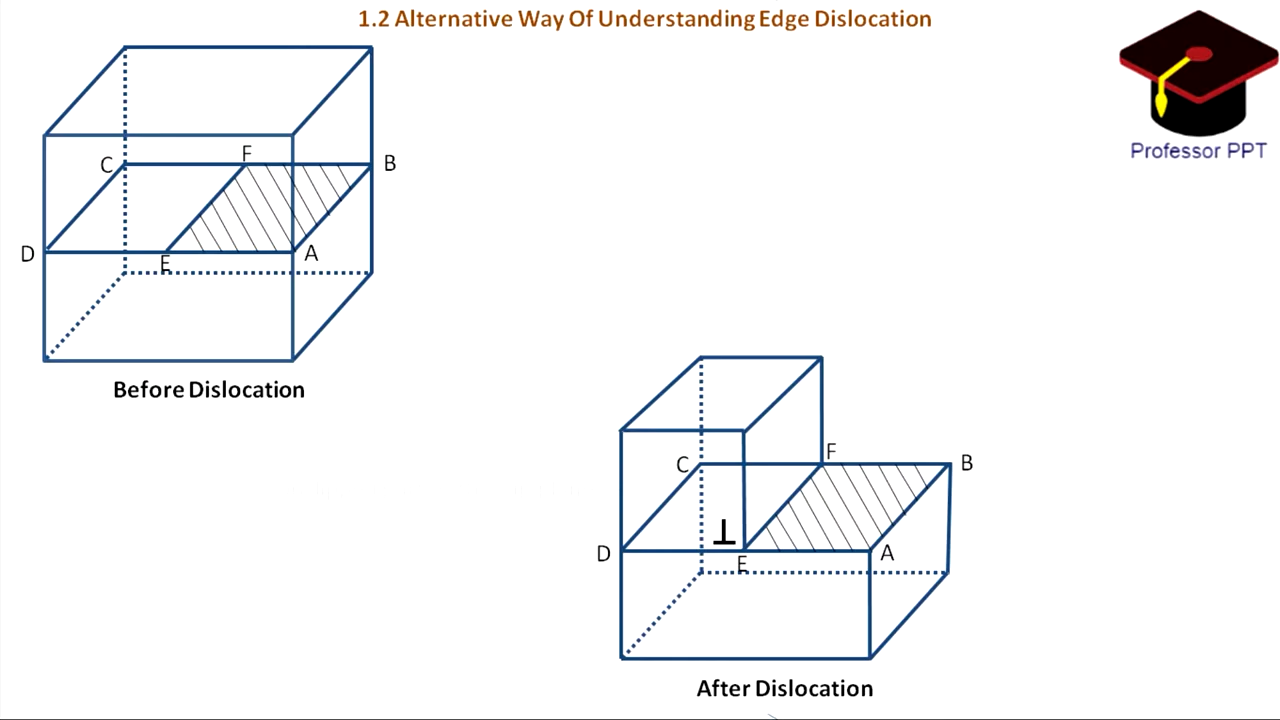 1.2 Alternative Way Of Understanding Edge Dislocation
Professor PPT
C
F
B
D
E
A
Before Dislocation
C
F
B
D
⊥
E
A
After Dislocation